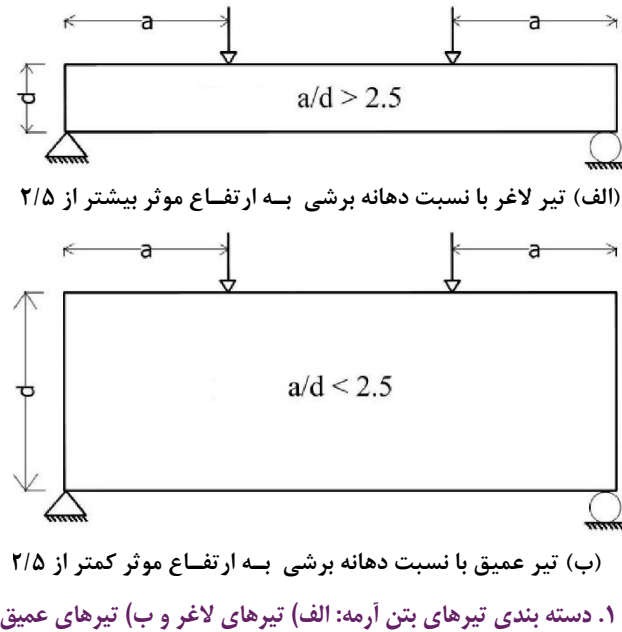 a a
d
a/d > 2.5
(الف) تیر لاغر با نسبت دهانه برشی به ارتفاع موثر بیشتر از ۲/۵
a a
d
a/d < 2.5
(ب) تیر عمیق با نسبت دهانه برشی به ارتفاع موثر کمتر از ۲/۵
۱. دسته بندی تیرهای بتن آرمه: الف) تیرهای لاغر و ب) تیرهای عمیق